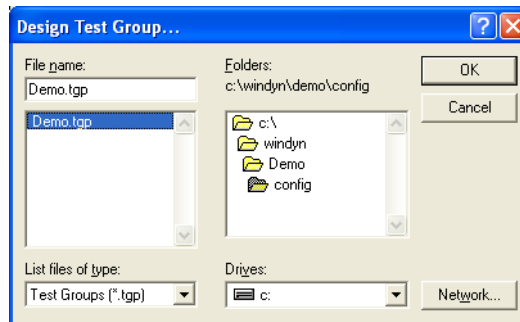 Design Test Group...
File name:
Demo.tgp
Demo.tgp
List files of type:
Test Groups (*.tgp)
Folders:
c:\windyn\demo\config
c:\
windyn
Demo
config
Drives:
c:
OK
Cancel
Network...